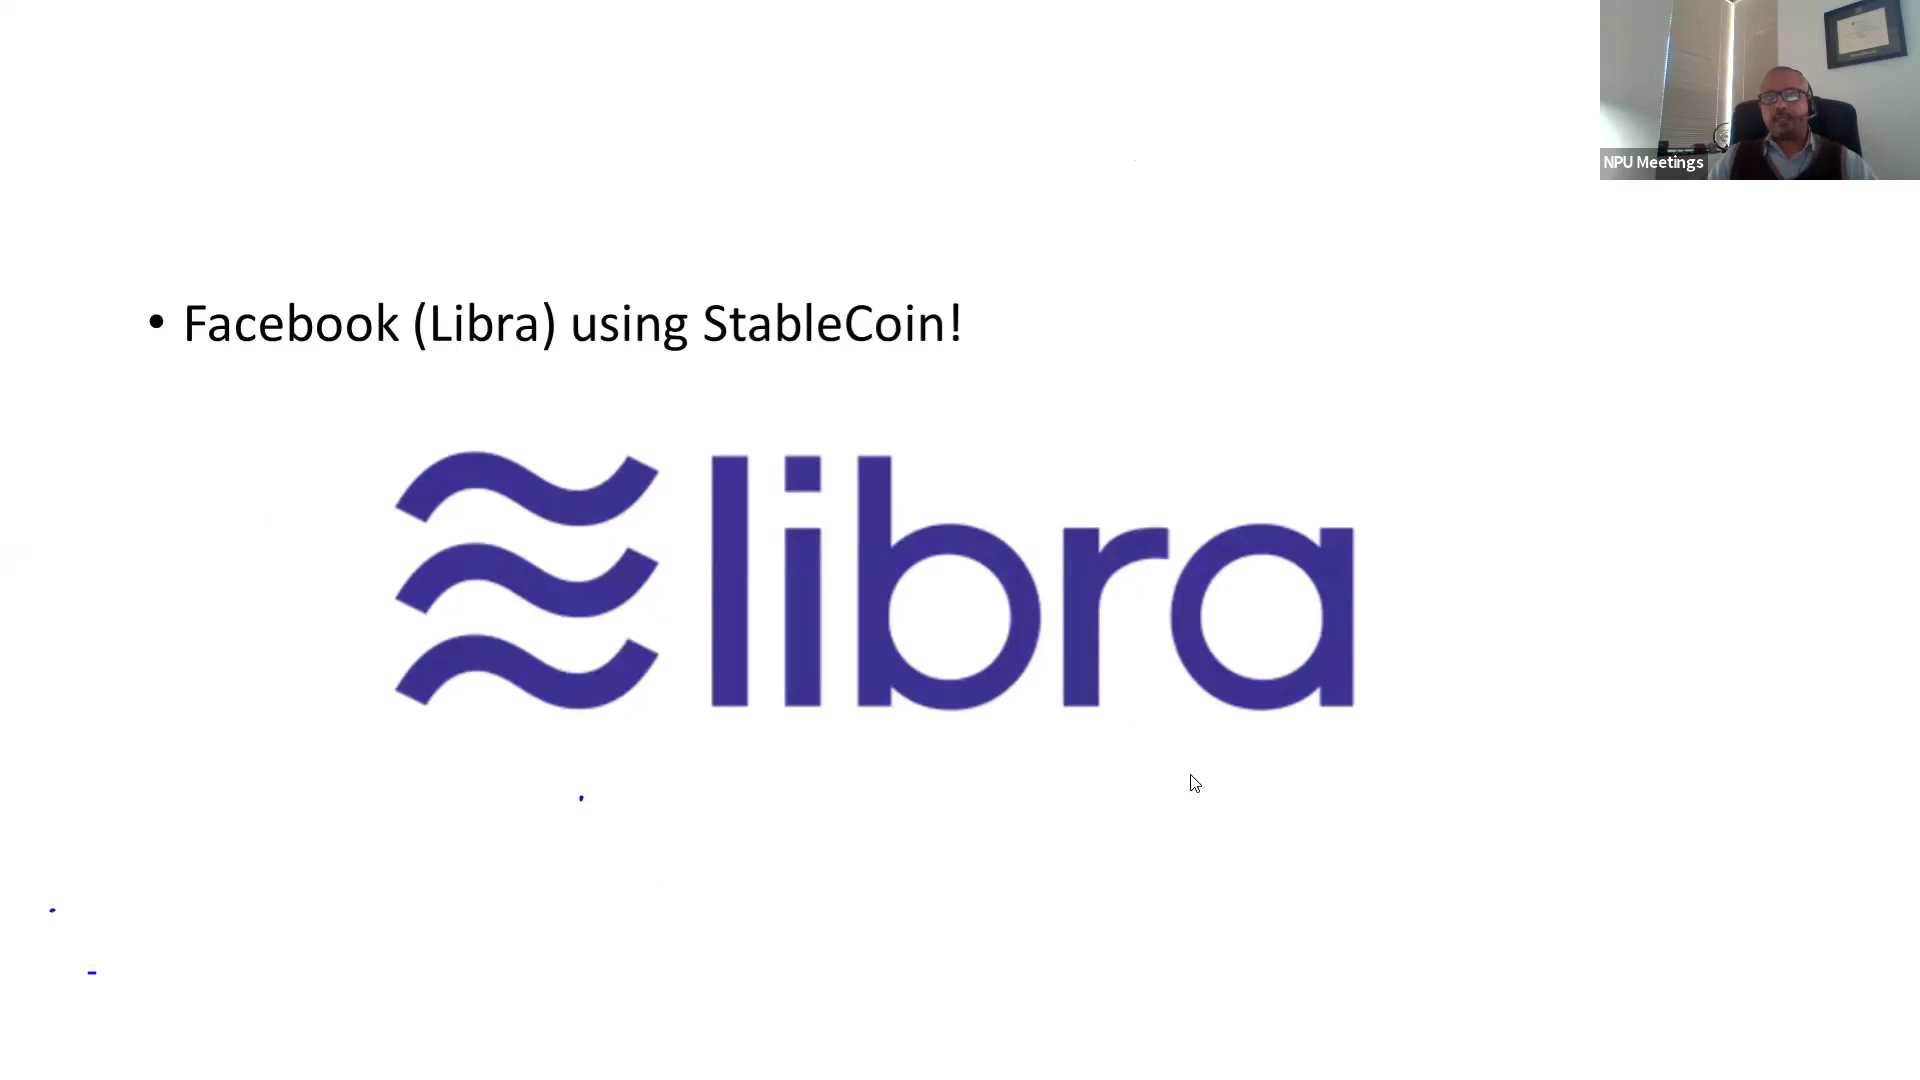 NPU Meetings
• Facebook (Libra) using StableCoin!
libra